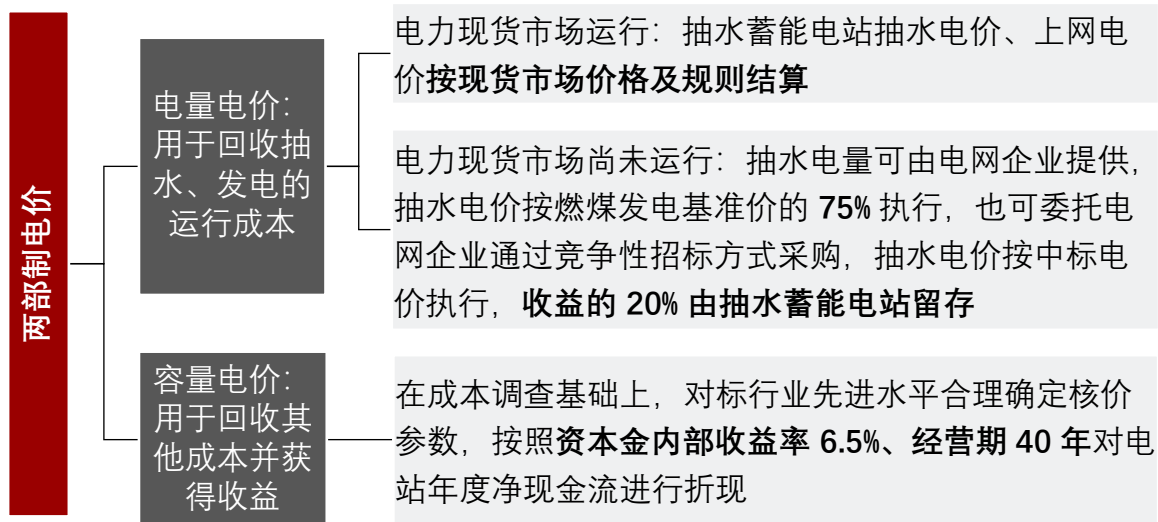 两部制电价
电量电价：
用于回收抽
水、发电的
运行成本
电力现货市场运行：抽水蓄能电站抽水电价、上网电
价按现货市场价格及规则结算
电力现货市场尚未运行：抽水电量可由电网企业提供，
抽水电价按燃煤发电基准价的 75% 执行，也可委托电
网企业通过竞争性招标方式采购，抽水电价按中标电
价执行，收益的 20% 由抽水蓄能电站留存
容量电价：
用于回收其
他成本并获
得收益
在成本调查基础上，对标行业先进水平合理确定核价
参数，按照资本金内部收益率 6.5%、经营期 40 年对电
站年度净现金流进行折现